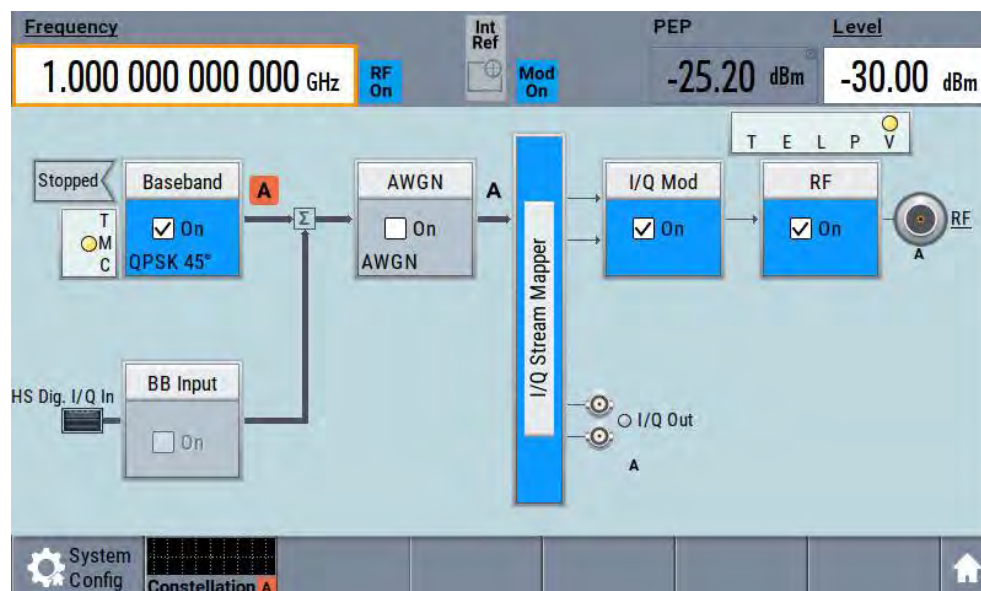 Frequency
Int
Ref
PEP
Level
1.000 000 000 000 GHz
RF
On
Mod
On
-25.20 dBm
-30.00 dBm
T E L P V
Stopped
Baseband
A
AWGN
A
I/Q Mod
RF
T
M
C
On
QPSK 45°
Σ
On
AWGN
I/Q Stream Mapper
On
On
RF
A
HS Dig. I/Q In
BB Input
On
I/Q Out
A
System
Config
Constellation A